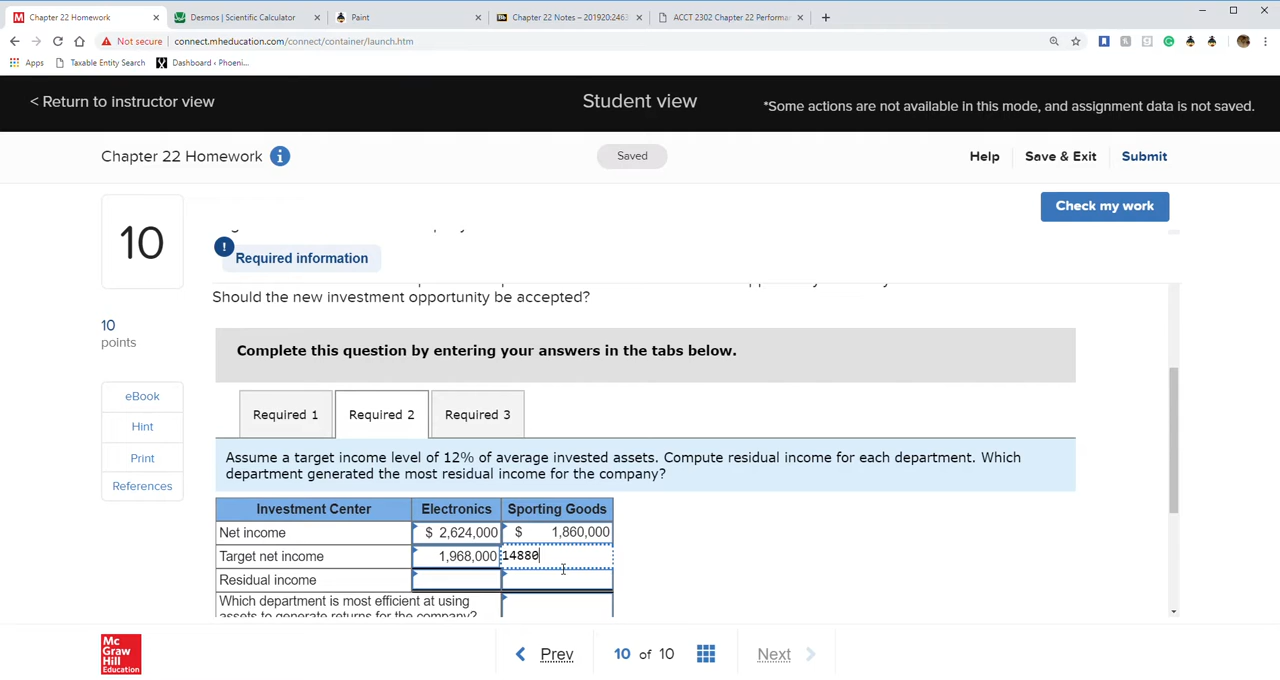 Chapter 22 Homework
Desmos | Scientific Calculator
Paint
Chapter 22 Notes – 201920:2463
ACCT 2302 Chapter 22 Performa
Not secure | connect.mheducation.com/connect/container/launch.htm
Apps
Taxable Entity Search
Dashboard ‹ Phoeni...
< Return to instructor view
Student view
*Some actions are not available in this mode, and assignment data is not saved.
Chapter 22 Homework
Saved
Help
Save & Exit
Submit
10
Check my work
! Required information
Should the new investment opportunity be accepted?
10
points
Complete this question by entering your answers in the tabs below.
eBook
Hint
Print
References
Required 1
Required 2
Required 3
Assume a target income level of 12% of average invested assets. Compute residual income for each department. Which
department generated the most residual income for the company?
Investment Center Electronics Sporting Goods
Net income $ 2,624,000 $ 1,860,000
Target net income 1,968,000 14880
Residual income
Which department is most efficient at using
assets to generate returns for the company?
Mc
Graw
Hill
Education
Prev
10 of 10
Next